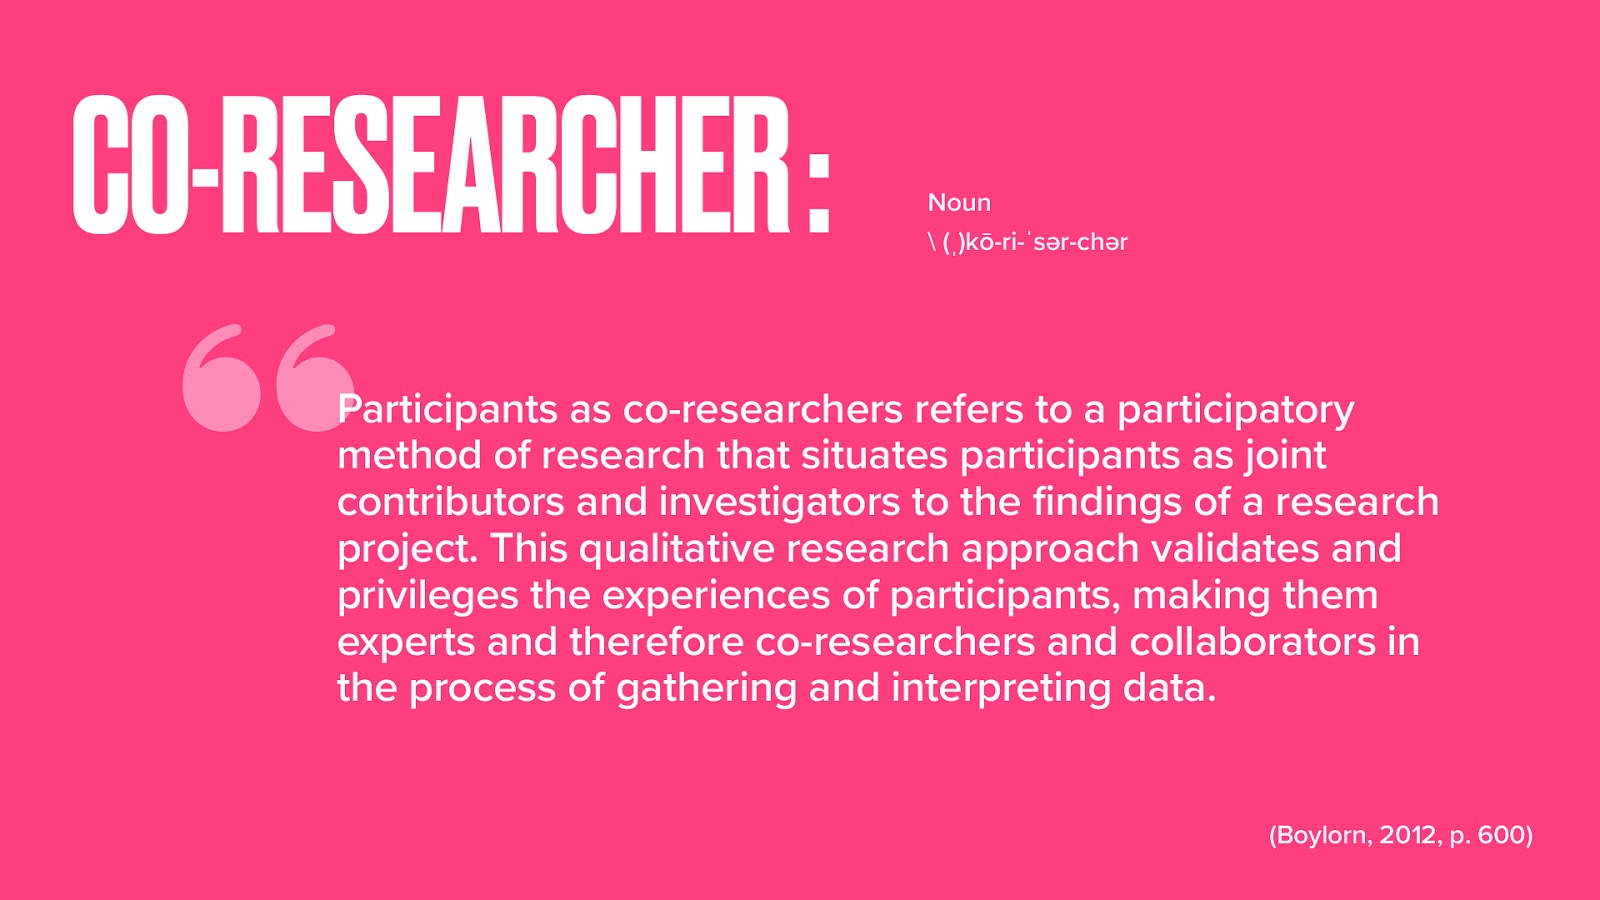 CO-RESEARCHER:
Noun
\ (ˌ)kō-ri-ˈsər-chər
“
Participants as co-researchers refers to a participatory
method of research that situates participants as joint
contributors and investigators to the findings of a research
project. This qualitative research approach validates and
privileges the experiences of participants, making them
experts and therefore co-researchers and collaborators in
the process of gathering and interpreting data.
(Boylorn, 2012, p. 600)